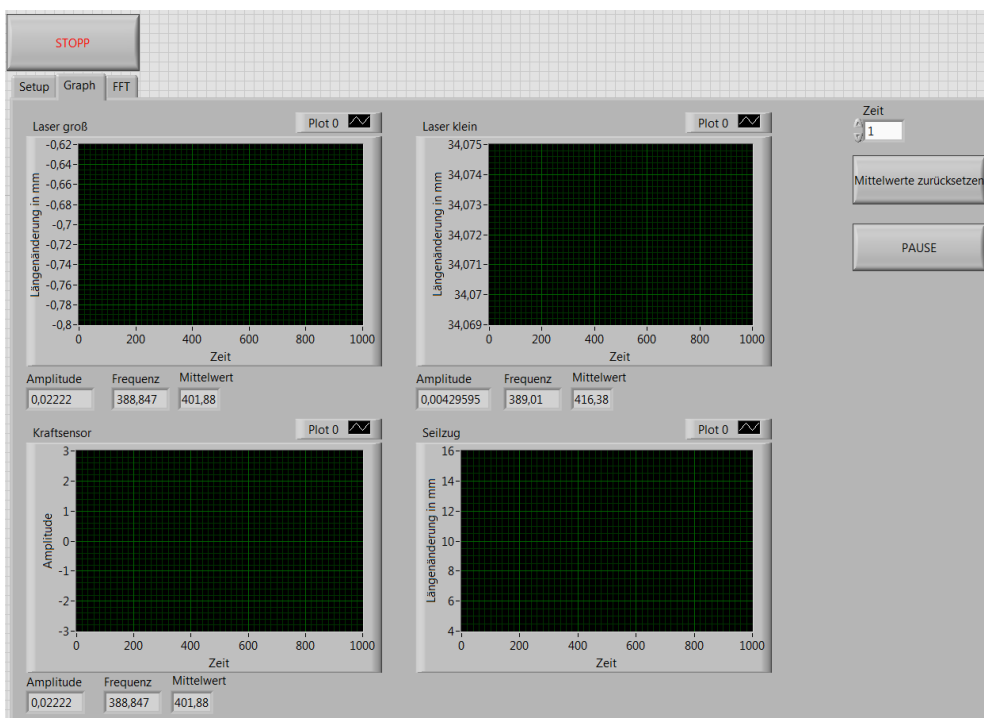 STOPP
Setup Graph FFT
Laser groß Plot 0
Längenänderung in mm
-0,62
-0,64
-0,66
-0,68
-0,7
-0,72
-0,74
-0,76
-0,78
-0,8
0 200 400 600 800 1000
Zeit
Amplitude Frequenz Mittelwert
0,02222 388,847 401,88
Laser klein Plot 0
Längenänderung in mm
34,075
34,074
34,073
34,072
34,071
34,07
34,069
0 200 400 600 800 1000
Zeit
Amplitude Frequenz Mittelwert
0,00429595 389,01 416,38
Zeit
1
Mittelwerte zurücksetzen
PAUSE
Kraftsensor Plot 0
Amplitude
3
2
1
0
-1
-2
-3
0 200 400 600 800 1000
Zeit
Amplitude Frequenz Mittelwert
0,02222 388,847 401,88
Seilzug Plot 0
Längenänderung in mm
16
14
12
10
8
6
4
0 200 400 600 800 1000
Zeit